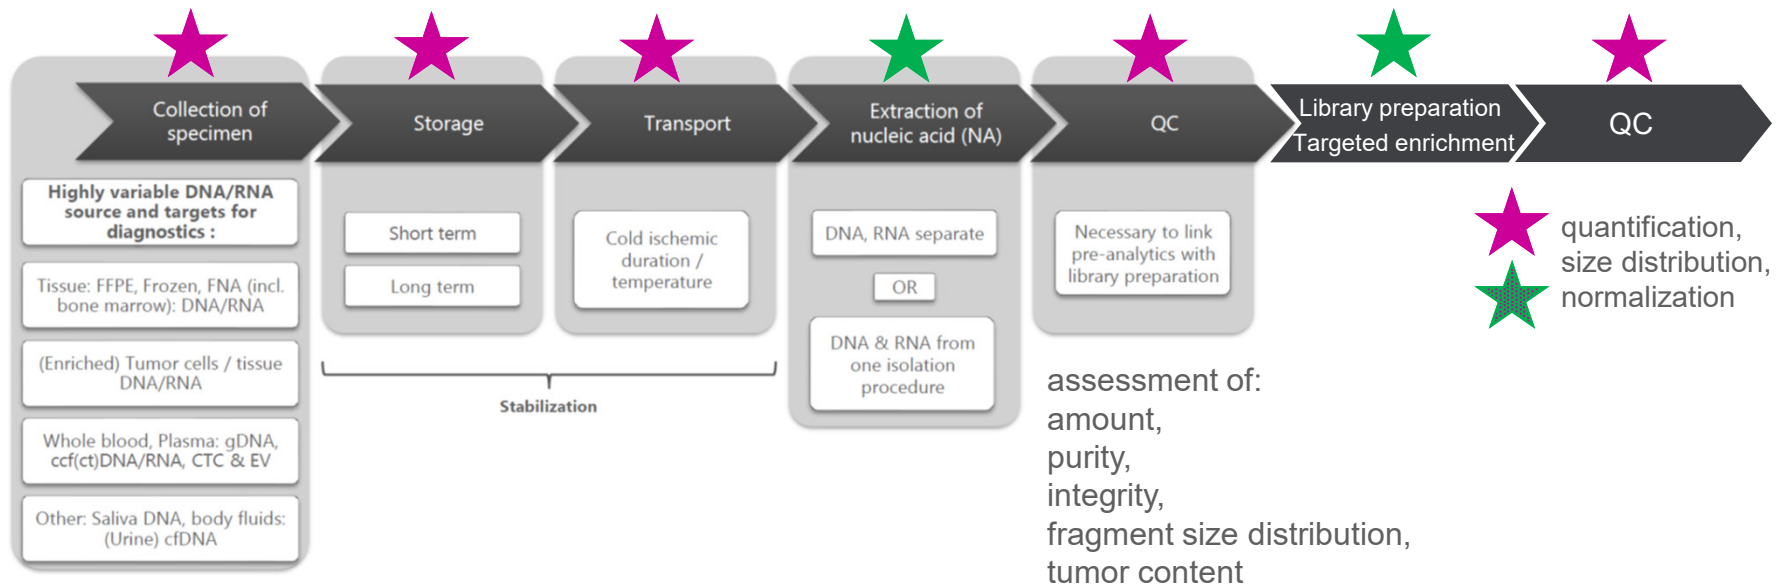 Collection of
specimen
Storage
Transport
Extraction of
nucleic acid (NA)
QC
Library preparation
Targeted enrichment
QC
Highly variable DNA/RNA
source and targets for
diagnostics :
Tissue: FFPE, Frozen, FNA (incl.
bone marrow): DNA/RNA
(Enriched) Tumor cells / tissue
DNA/RNA
Whole blood, Plasma: gDNA,
ccf(ct)DNA/RNA, CTC & EV
Other: Saliva DNA, body fluids:
(Urine) cfDNA
Short term
Long term
Cold ischemic
duration /
temperature
Stabilization
DNA, RNA separate
OR
DNA & RNA from
one isolation
procedure
Necessary to link
pre-analytics with
library preparation
assessment of:
amount,
purity,
integrity,
fragment size distribution,
tumor content
quantification,
size distribution,
normalization